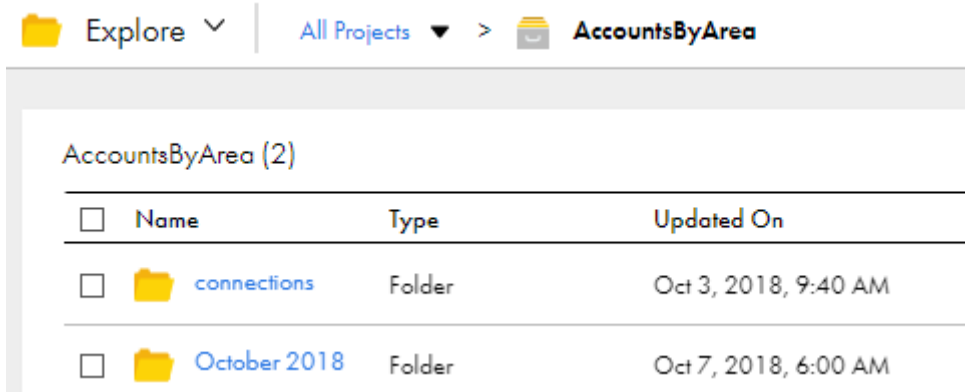 Explore All Projects > AccountsByArea
AccountsByArea (2)
Name Type Updated On
connections Folder Oct 3, 2018, 9:40 AM
October 2018 Folder Oct 7, 2018, 6:00 AM